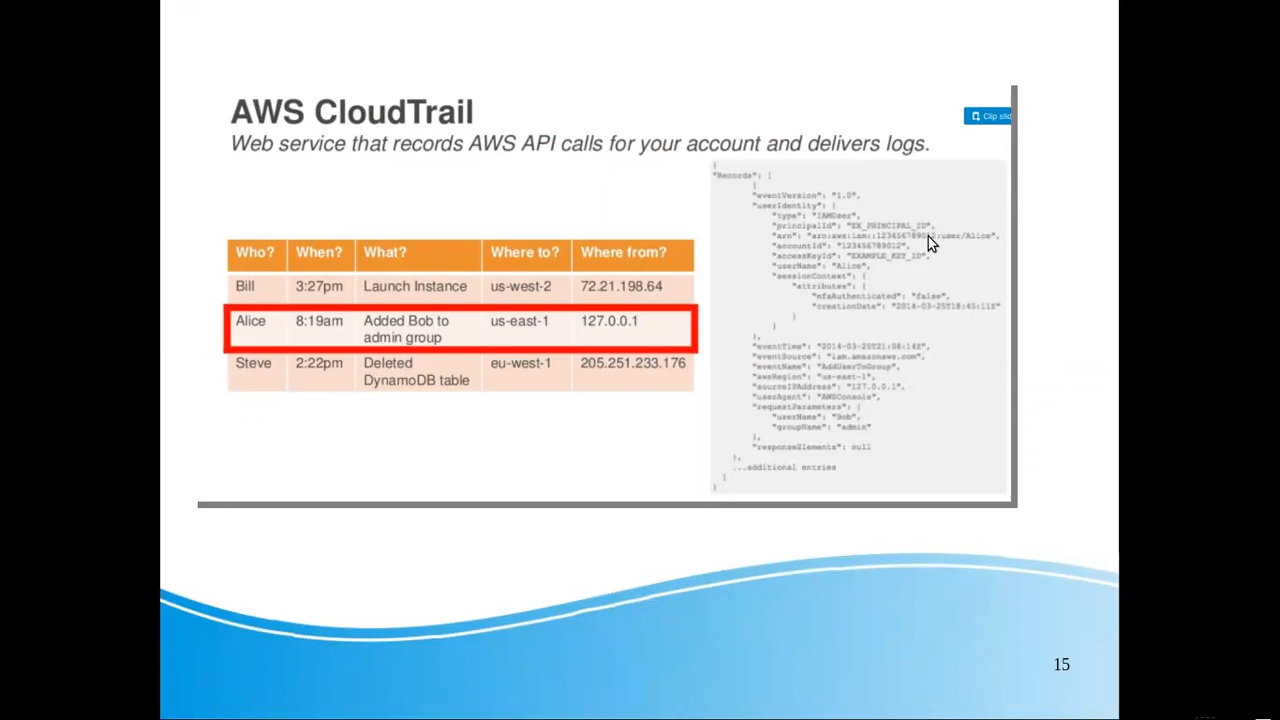 AWS CloudTrail
Clip slid
Web service that records AWS API calls for your account and delivers logs.
Who? When? What? Where to? Where from?
Bill 3:27pm Launch Instance us-west-2 72.21.198.64
Alice 8:19am Added Bob to admin group us-east-1 127.0.0.1
Steve 2:22pm Deleted DynamoDB table eu-west-1 205.251.233.176
{
"Records": [
{
"eventVersion": "1.0",
"userIdentity": {
"type": "IAMUser",
"principalId": "EX_PRINCIPAL_ID",
"arn": "arn:aws:iam::123456789012:user/Alice",
"accountId": "123456789012",
"accessKeyId": "EXAMPLE_KEY_ID",
"userName": "Alice",
"sessionContext": {
"attributes": {
"mfaAuthenticated": "false",
"creationDate": "2014-03-25T18:45:11Z"
}
}
},
"eventTime": "2014-03-25T21:08:14Z",
"eventSource": "iam.amazonaws.com",
"eventName": "AddUserToGroup",
"awsRegion": "us-east-1",
"sourceIPAddress": "127.0.0.1",
"userAgent": "AWSConsole",
"requestParameters": {
"userName": "Bob",
"groupName": "admin"
},
"responseElements": null
},
...additional entries
]
}
15